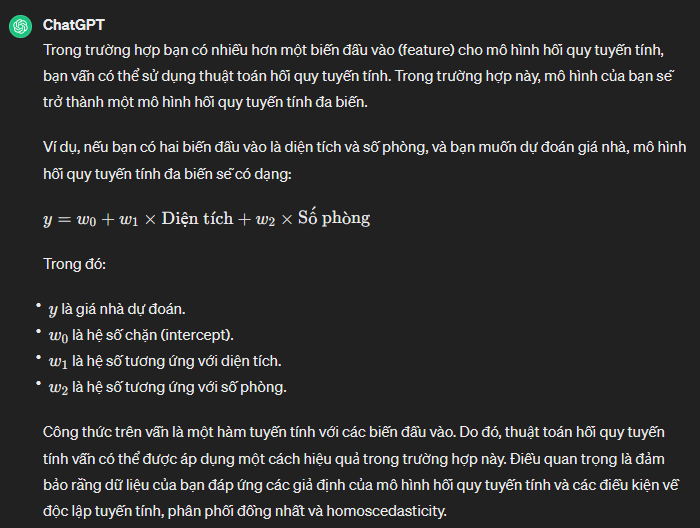 ChatGPT
Trong trường hợp bạn có nhiều hơn một biến đầu vào (feature) cho mô hình hồi quy tuyến tính,
bạn vẫn có thể sử dụng thuật toán hồi quy tuyến tính. Trong trường hợp này, mô hình của bạn sẽ
trở thành một mô hình hồi quy tuyến tính đa biến.
Ví dụ, nếu bạn có hai biến đầu vào là diện tích và số phòng, và bạn muốn dự đoán giá nhà, mô hình
hồi quy tuyến tính đa biến sẽ có dạng:
y = w₀ + w₁ × Diện tích + w₂ × Số phòng
Trong đó:
• y là giá nhà dự đoán.
• w₀ là hệ số chặn (intercept).
• w₁ là hệ số tương ứng với diện tích.
• w₂ là hệ số tương ứng với số phòng.
Công thức trên vẫn là một hàm tuyến tính với các biến đầu vào. Do đó, thuật toán hồi quy tuyến
tính vẫn có thể được áp dụng một cách hiệu quả trong trường hợp này. Điều quan trọng là đảm
bảo rằng dữ liệu của bạn đáp ứng các giả định của mô hình hồi quy tuyến tính và các điều kiện về
độc lập tuyến tính, phân phối đồng nhất và homoscedasticity.